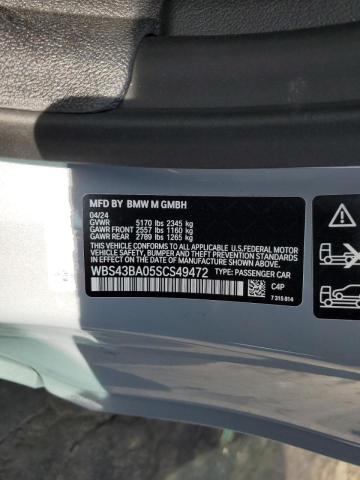 MFD BY BMW M GMBH
04/24
GVWR 5170 lbs 2345 kg
GAWR FRONT 2557 lbs 1160 kg
GAWR REAR 2789 lbs 1265 kg
THIS VEHICLE CONFORMS TO ALL APPLICABLE U.S.FEDERAL MOTOR
VEHICLE SAFETY, BUMPER, AND THEFT PREVENTION STANDARDS
IN EFFECT ON THE DATE OF MANUFACTURE SHOWN ABOVE.
WBS43BA05SCS49472 TYPE: PASSENGER CAR
C4P
7 315 814